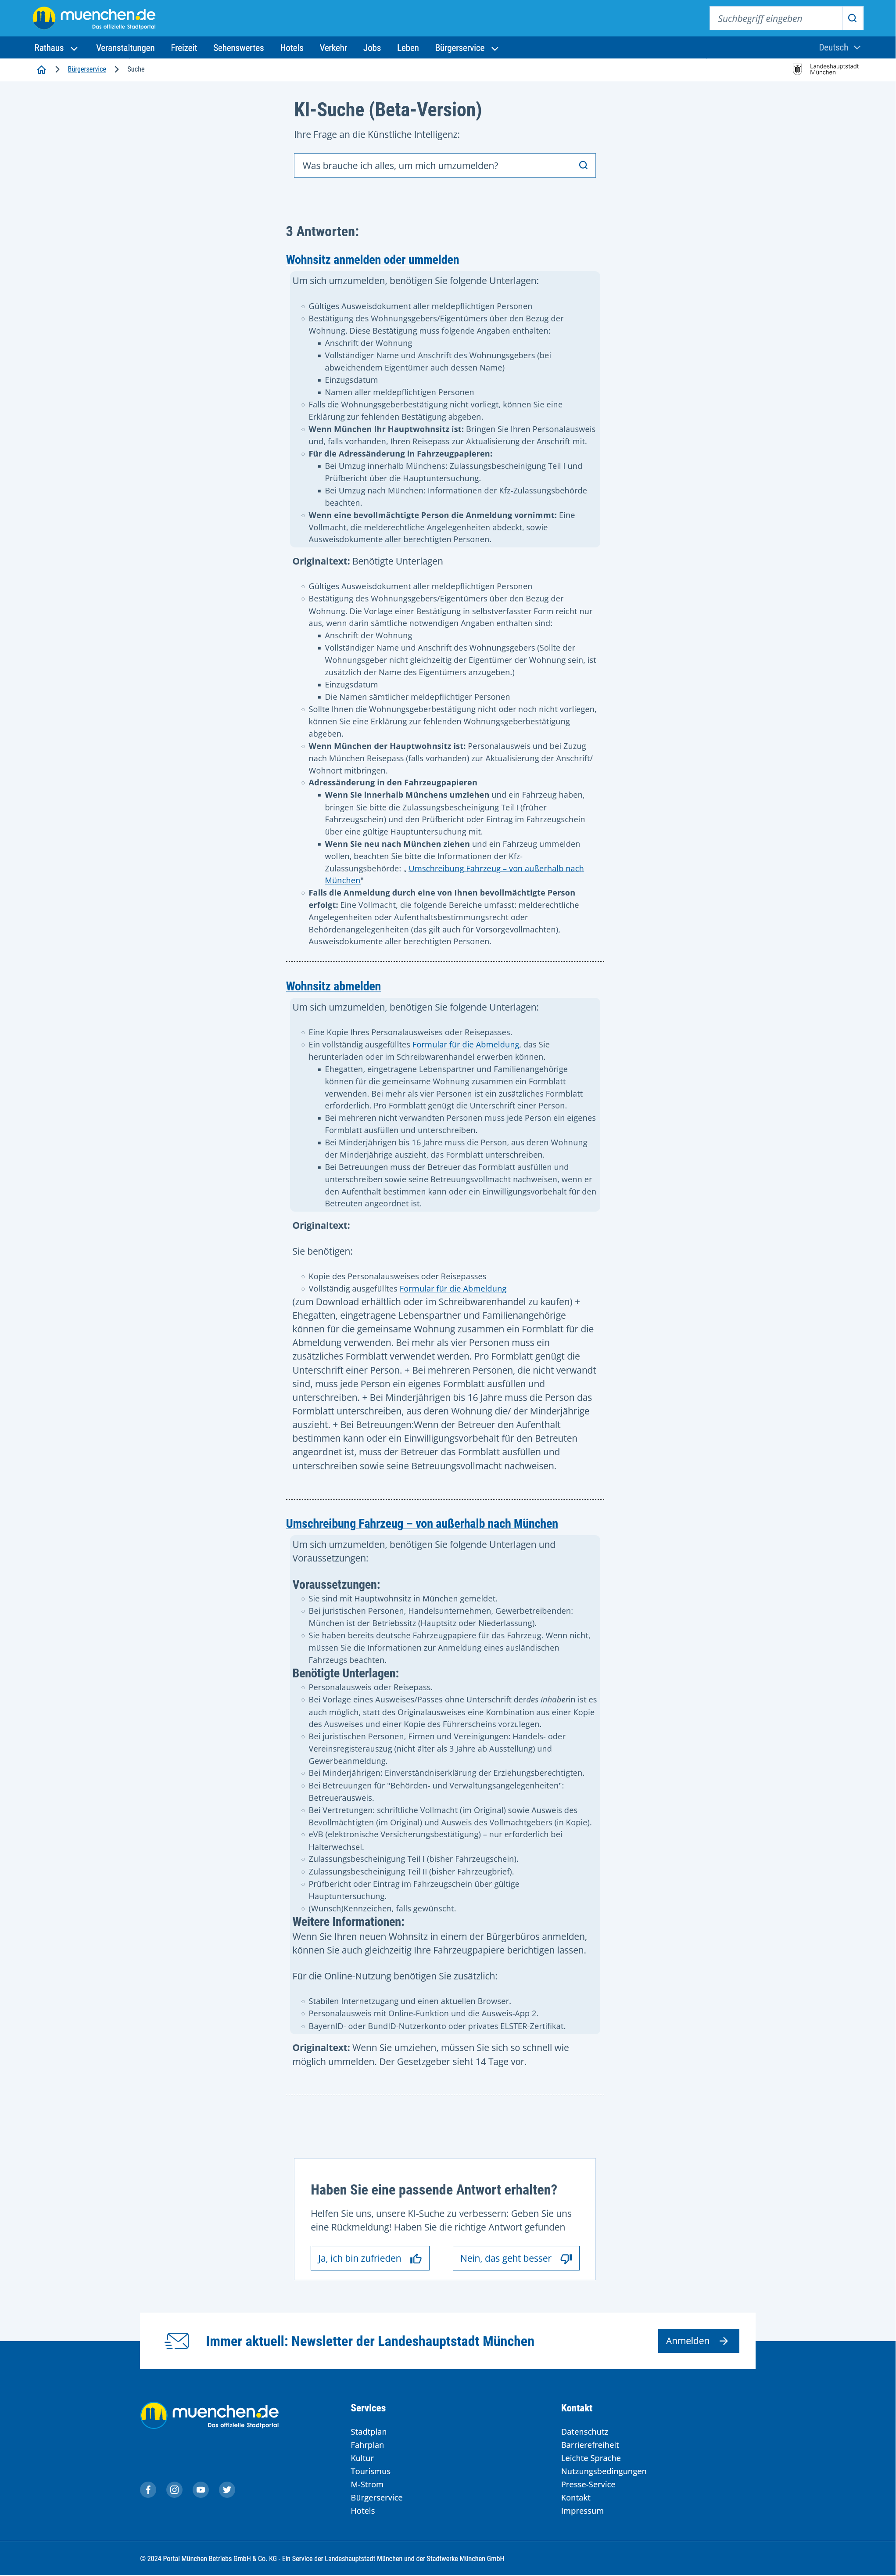 muenchen.de
Das offizielle Stadtportal
Suchbegriff eingeben
Rathaus Veranstaltungen Freizeit Sehenswertes Hotels Verkehr Jobs Leben Bürgerservice Deutsch
Bürgerservice Suche
Landeshauptstadt
München
KI-Suche (Beta-Version)
Ihre Frage an die Künstliche Intelligenz:
Was brauche ich alles, um mich umzumelden?
3 Antworten:
Wohnsitz anmelden oder ummelden
Um sich umzumelden, benötigen Sie folgende Unterlagen:
Gültiges Ausweisdokument aller meldepflichtigen Personen
Bestätigung des Wohnungsgebers/Eigentümers über den Bezug der
Wohnung. Diese Bestätigung muss folgende Angaben enthalten:
Anschrift der Wohnung
Vollständiger Name und Anschrift des Wohnungsgebers (bei
abweichendem Eigentümer auch dessen Name)
Einzugsdatum
Namen aller meldepflichtigen Personen
Falls die Wohnungsgeberbestätigung nicht vorliegt, können Sie eine
Erklärung zur fehlenden Bestätigung abgeben.
Wenn München Ihr Hauptwohnsitz ist: Bringen Sie Ihren Personalausweis
und, falls vorhanden, Ihren Reisepass zur Aktualisierung der Anschrift mit.
Für die Adressänderung in Fahrzeugpapieren:
Bei Umzug innerhalb Münchens: Zulassungsbescheinigung Teil I und
Prüfbericht über die Hauptuntersuchung.
Bei Umzug nach München: Informationen der Kfz-Zulassungsbehörde
beachten.
Wenn eine bevollmächtigte Person die Anmeldung vornimmt: Eine
Vollmacht, die melderechtliche Angelegenheiten abdeckt, sowie
Ausweisdokumente aller berechtigten Personen.
Originaltext: Benötigte Unterlagen
Gültiges Ausweisdokument aller meldepflichtigen Personen
Bestätigung des Wohnungsgebers/Eigentümers über den Bezug der
Wohnung. Die Vorlage einer Bestätigung in selbstverfasster Form reicht nur
aus, wenn darin sämtliche notwendigen Angaben enthalten sind:
Anschrift der Wohnung
Vollständiger Name und Anschrift des Wohnungsgebers (Sollte der
Wohnungsgeber nicht gleichzeitig der Eigentümer der Wohnung sein, ist
zusätzlich der Name des Eigentümers anzugeben.)
Einzugsdatum
Die Namen sämtlicher meldepflichtiger Personen
Sollte Ihnen die Wohnungsgeberbestätigung nicht oder noch nicht vorliegen,
können Sie eine Erklärung zur fehlenden Wohnungsgeberbestätigung
abgeben.
Wenn München der Hauptwohnsitz ist: Personalausweis und bei Zuzug
nach München Reisepass (falls vorhanden) zur Aktualisierung der Anschrift/
Wohnort mitbringen.
Adressänderung in den Fahrzeugpapieren
Wenn Sie innerhalb Münchens umziehen und ein Fahrzeug haben,
bringen Sie bitte die Zulassungsbescheinigung Teil I (früher
Fahrzeugschein) und den Prüfbericht oder Eintrag im Fahrzeugschein
über eine gültige Hauptuntersuchung mit.
Wenn Sie neu nach München ziehen und ein Fahrzeug ummelden
wollen, beachten Sie bitte die Informationen der Kfz-
Zulassungsbehörde: „ Umschreibung Fahrzeug – von außerhalb nach
München"
Falls die Anmeldung durch eine von Ihnen bevollmächtigte Person
erfolgt: Eine Vollmacht, die folgende Bereiche umfasst: melderechtliche
Angelegenheiten oder Aufenthaltsbestimmungsrecht oder
Behördenangelegenheiten (das gilt auch für Vorsorgevollmachten),
Ausweisdokumente aller berechtigten Personen.
Wohnsitz abmelden
Um sich umzumelden, benötigen Sie folgende Unterlagen:
Eine Kopie Ihres Personalausweises oder Reisepasses.
Ein vollständig ausgefülltes Formular für die Abmeldung, das Sie
herunterladen oder im Schreibwarenhandel erwerben können.
Ehegatten, eingetragene Lebenspartner und Familienangehörige
können für die gemeinsame Wohnung zusammen ein Formblatt
verwenden. Bei mehr als vier Personen ist ein zusätzliches Formblatt
erforderlich. Pro Formblatt genügt die Unterschrift einer Person.
Bei mehreren nicht verwandten Personen muss jede Person ein eigenes
Formblatt ausfüllen und unterschreiben.
Bei Minderjährigen bis 16 Jahre muss die Person, aus deren Wohnung
der Minderjährige auszieht, das Formblatt unterschreiben.
Bei Betreuungen muss der Betreuer das Formblatt ausfüllen und
unterschreiben sowie seine Betreuungsvollmacht nachweisen, wenn er
den Aufenthalt bestimmen kann oder ein Einwilligungsvorbehalt für den
Betreuten angeordnet ist.
Originaltext:
Sie benötigen:
Kopie des Personalausweises oder Reisepasses
Vollständig ausgefülltes Formular für die Abmeldung
(zum Download erhältlich oder im Schreibwarenhandel zu kaufen) +
Ehegatten, eingetragene Lebenspartner und Familienangehörige
können für die gemeinsame Wohnung zusammen ein Formblatt für die
Abmeldung verwenden. Bei mehr als vier Personen muss ein
zusätzliches Formblatt verwendet werden. Pro Formblatt genügt die
Unterschrift einer Person. + Bei mehreren Personen, die nicht verwandt
sind, muss jede Person ein eigenes Formblatt ausfüllen und
unterschreiben. + Bei Minderjährigen bis 16 Jahre muss die Person das
Formblatt unterschreiben, aus deren Wohnung die/ der Minderjährige
auszieht. + Bei Betreuungen:Wenn der Betreuer den Aufenthalt
bestimmen kann oder ein Einwilligungsvorbehalt für den Betreuten
angeordnet ist, muss der Betreuer das Formblatt ausfüllen und
unterschreiben sowie seine Betreuungsvollmacht nachweisen.
Umschreibung Fahrzeug – von außerhalb nach München
Um sich umzumelden, benötigen Sie folgende Unterlagen und
Voraussetzungen:
Voraussetzungen:
Sie sind mit Hauptwohnsitz in München gemeldet.
Bei juristischen Personen, Handelsunternehmen, Gewerbetreibenden:
München ist der Betriebssitz (Hauptsitz oder Niederlassung).
Sie haben bereits deutsche Fahrzeugpapiere für das Fahrzeug. Wenn nicht,
müssen Sie die Informationen zur Anmeldung eines ausländischen
Fahrzeugs beachten.
Benötigte Unterlagen:
Personalausweis oder Reisepass.
Bei Vorlage eines Ausweises/Passes ohne Unterschrift derdes Inhaberin ist es
auch möglich, statt des Originalausweises eine Kombination aus einer Kopie
des Ausweises und einer Kopie des Führerscheins vorzulegen.
Bei juristischen Personen, Firmen und Vereinigungen: Handels- oder
Vereinsregisterauszug (nicht älter als 3 Jahre ab Ausstellung) und
Gewerbeanmeldung.
Bei Minderjährigen: Einverständniserklärung der Erziehungsberechtigten.
Bei Betreuungen für "Behörden- und Verwaltungsangelegenheiten":
Betreuerausweis.
Bei Vertretungen: schriftliche Vollmacht (im Original) sowie Ausweis des
Bevollmächtigten (im Original) und Ausweis des Vollmachtgebers (in Kopie).
eVB (elektronische Versicherungsbestätigung) – nur erforderlich bei
Halterwechsel.
Zulassungsbescheinigung Teil I (bisher Fahrzeugschein).
Zulassungsbescheinigung Teil II (bisher Fahrzeugbrief).
Prüfbericht oder Eintrag im Fahrzeugschein über gültige
Hauptuntersuchung.
(Wunsch)Kennzeichen, falls gewünscht.
Weitere Informationen:
Wenn Sie Ihren neuen Wohnsitz in einem der Bürgerbüros anmelden,
können Sie auch gleichzeitig Ihre Fahrzeugpapiere berichtigen lassen.
Für die Online-Nutzung benötigen Sie zusätzlich:
Stabilen Internetzugang und einen aktuellen Browser.
Personalausweis mit Online-Funktion und die Ausweis-App 2.
BayernID- oder BundID-Nutzerkonto oder privates ELSTER-Zertifikat.
Originaltext: Wenn Sie umziehen, müssen Sie sich so schnell wie
möglich ummelden. Der Gesetzgeber sieht 14 Tage vor.
Haben Sie eine passende Antwort erhalten?
Helfen Sie uns, unsere KI-Suche zu verbessern: Geben Sie uns
eine Rückmeldung! Haben Sie die richtige Antwort gefunden
Ja, ich bin zufrieden Nein, das geht besser
Immer aktuell: Newsletter der Landeshauptstadt München Anmelden
muenchen.de
Das offizielle Stadtportal
Services
Stadtplan
Fahrplan
Kultur
Tourismus
M-Strom
Bürgerservice
Hotels
Kontakt
Datenschutz
Barrierefreiheit
Leichte Sprache
Nutzungsbedingungen
Presse-Service
Kontakt
Impressum
© 2024 Portal München Betriebs GmbH & Co. KG - Ein Service der Landeshauptstadt München und der Stadtwerke München GmbH